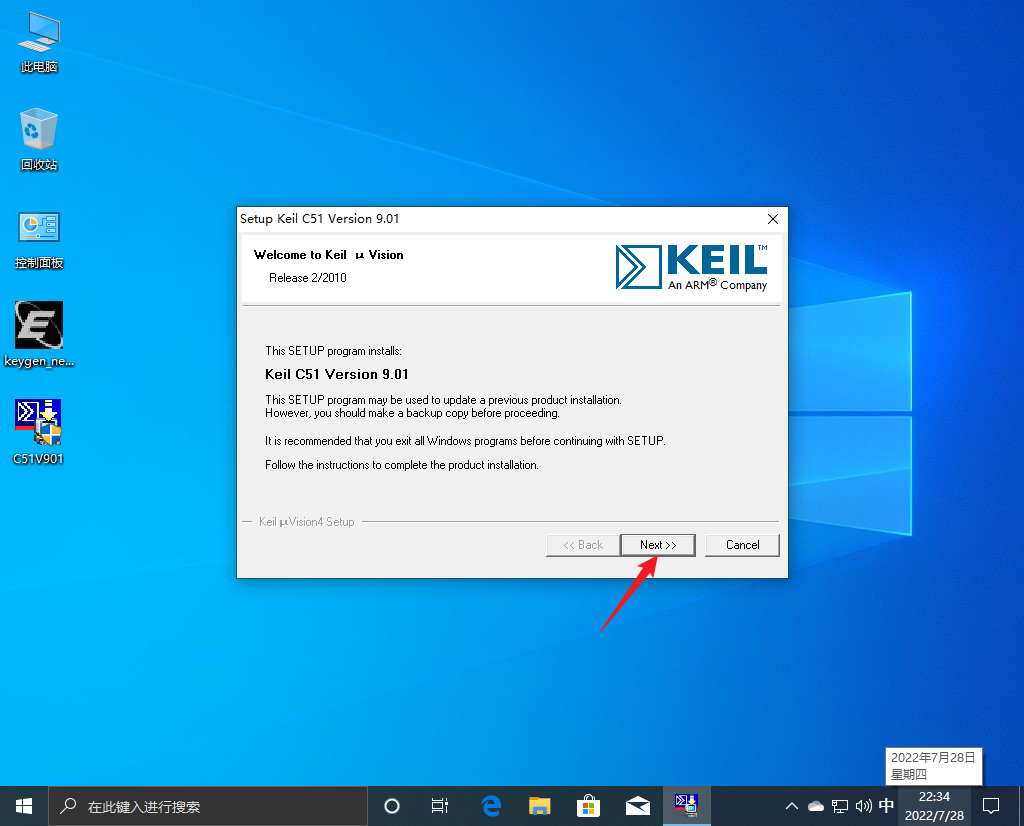 此电脑
回收站
控制面板
keygen_ne...
C51V901
Setup Keil C51 Version 9.01
Welcome to Keil μ Vision
Release 2/2010
KEIL™
An ARM® Company
This SETUP program installs:
Keil C51 Version 9.01
This SETUP program may be used to update a previous product installation.
However, you should make a backup copy before proceeding.
It is recommended that you exit all Windows programs before continuing with SETUP.
Follow the instructions to complete the product installation.
Keil μVision4 Setup
<< Back
Next >>
Cancel
2022年7月28日
星期四
在此键入进行搜索
中
22:34
2022/7/28